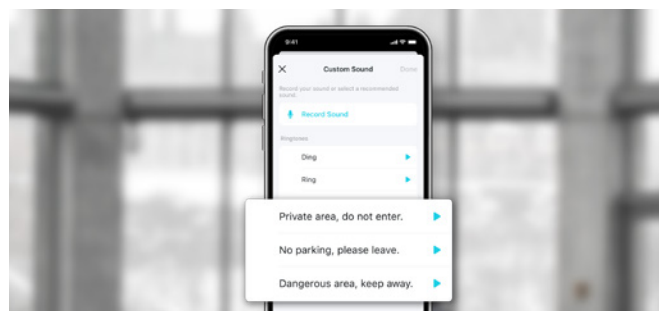 9:41
Custom Sound
Done
Record your sound or select a recommended
sound.
Record Sound
Ringtones
Ding
Ring
Private area, do not enter.
No parking, please leave.
Dangerous area, keep away.